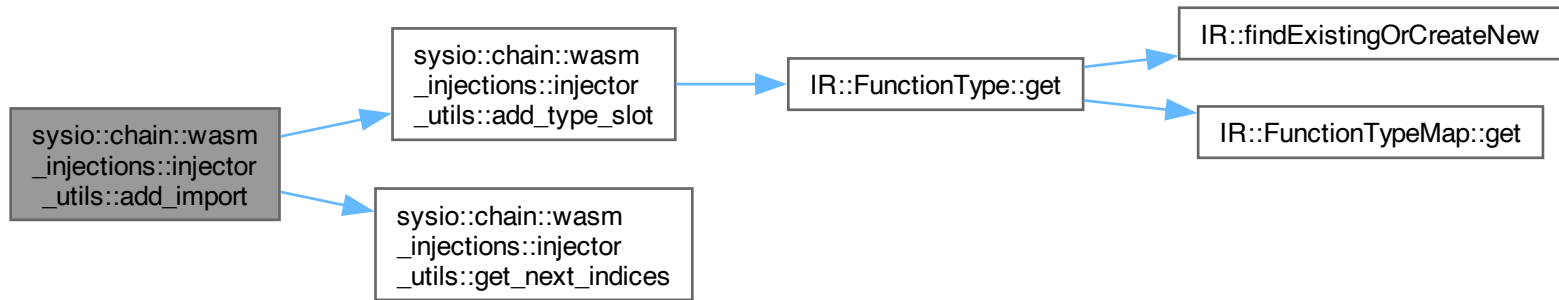 sysio::chain::wasm
_injections::injector
_utils::add_import
sysio::chain::wasm
_injections::injector
_utils::add_type_slot
IR::FunctionType::get
IR::findExistingOrCreateNew
IR::FunctionTypeMap::get
sysio::chain::wasm
_injections::injector
_utils::get_next_indices